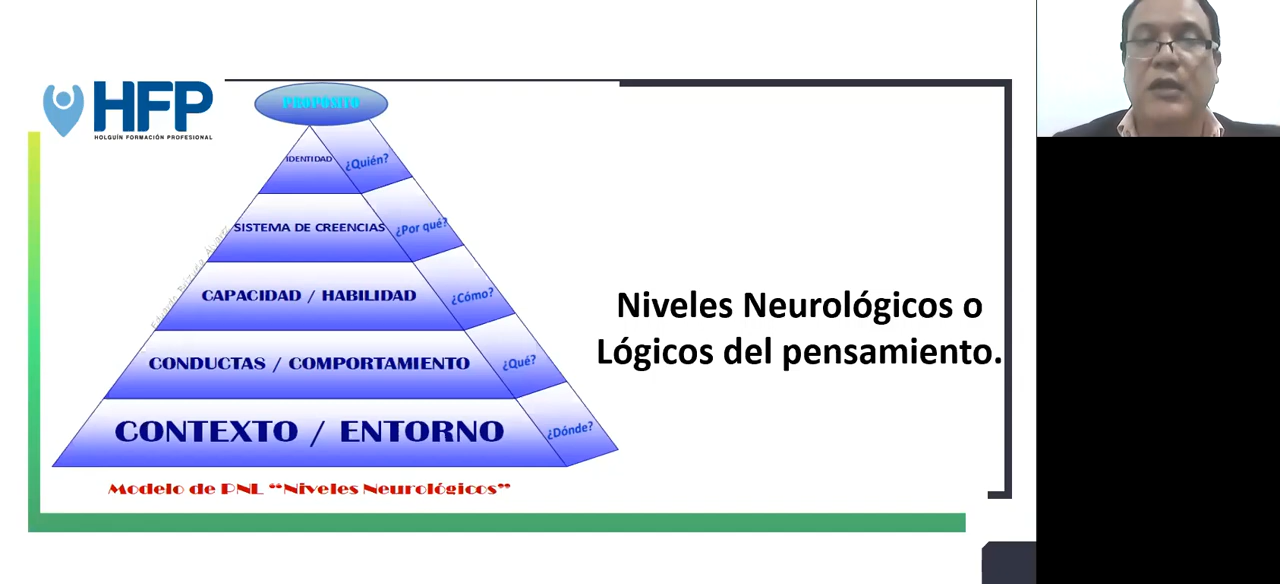 HFP
HOLGUÍN FORMACIÓN PROFESIONAL
PROPÓSITO
IDENTIDAD
¿Quién?
SISTEMA DE CREENCIAS
¿Por qué?
CAPACIDAD / HABILIDAD
¿Cómo?
CONDUCTAS / COMPORTAMIENTO
¿Qué?
CONTEXTO / ENTORNO
¿Dónde?
Modelo de PNL “Niveles Neurológicos”
Niveles Neurológicos o
Lógicos del pensamiento.